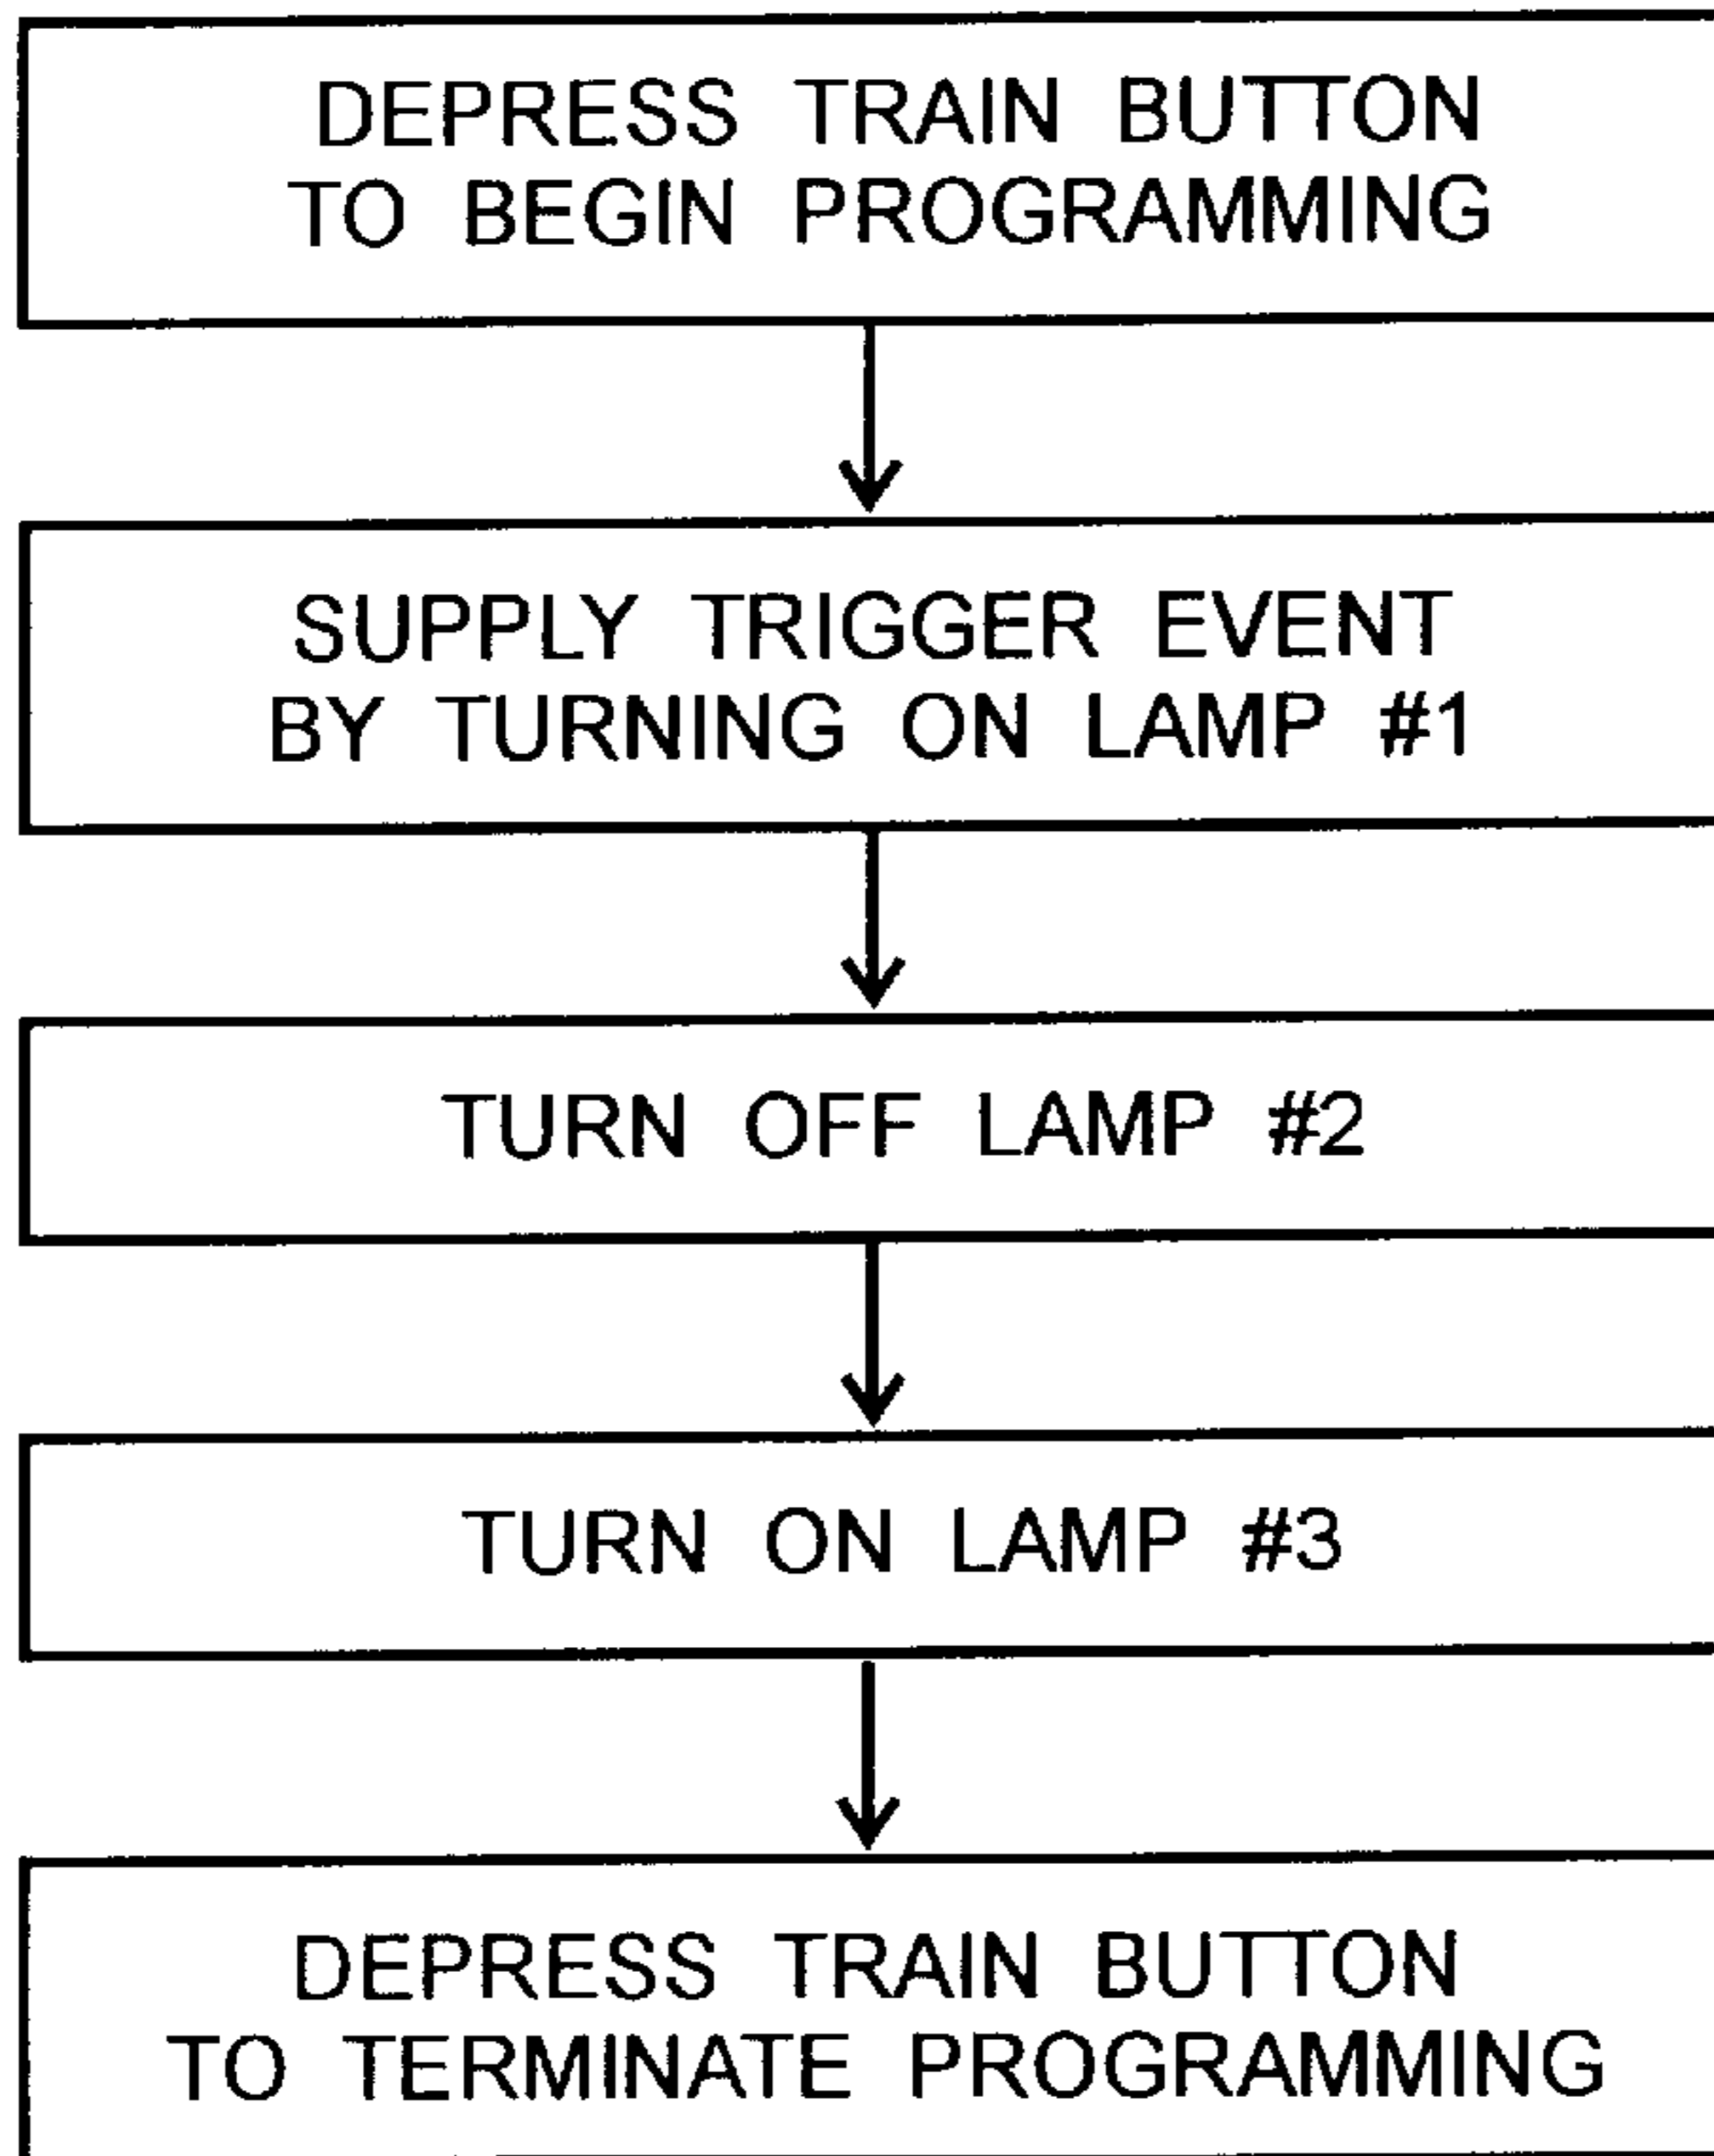 DEPRESS TRAIN BUTTON
TO BEGIN PROGRAMMING
SUPPLY TRIGGER EVENT
BY TURNING ON LAMP #1
TURN OFF LAMP #2
TURN ON LAMP #3
DEPRESS TRAIN BUTTON
TO TERMINATE PROGRAMMING